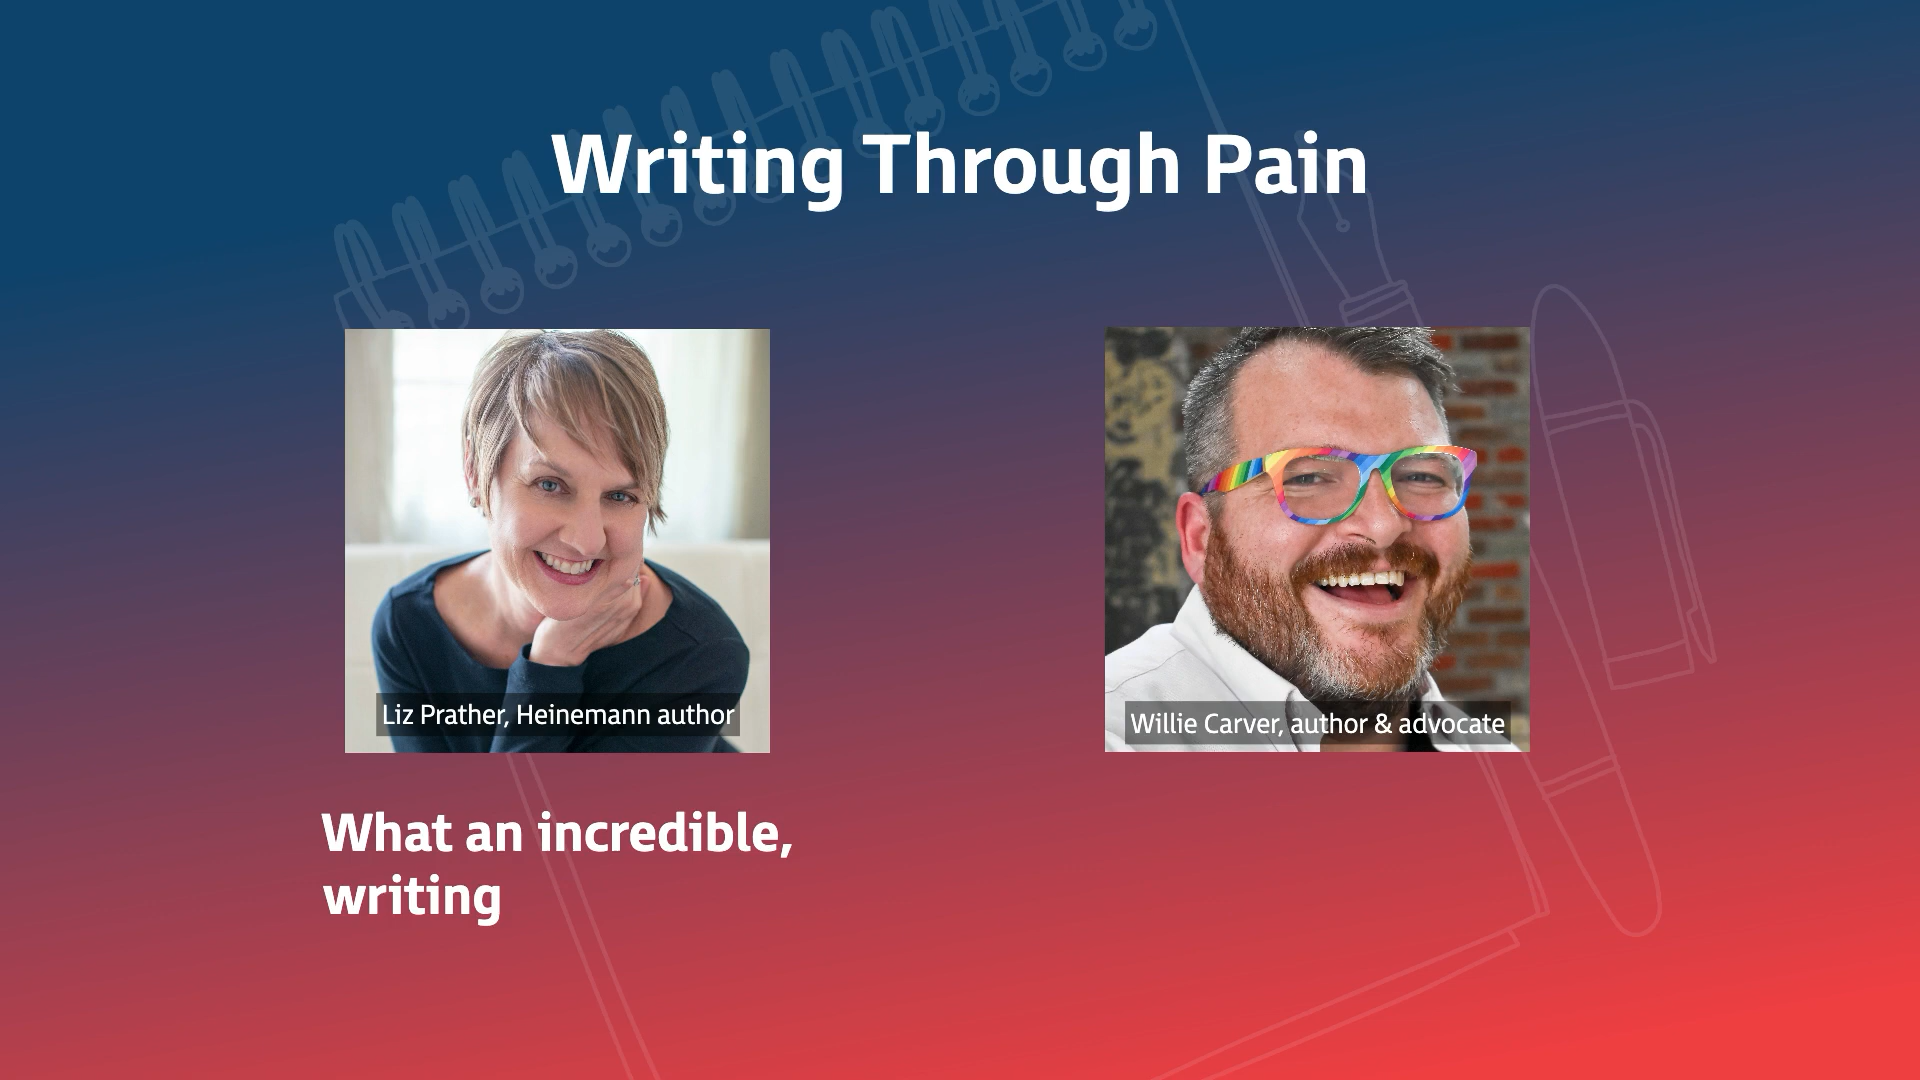 Writing Through Pain
Liz Prather, Heinemann author
Willie Carver, author & advocate
What an incredible,
writing